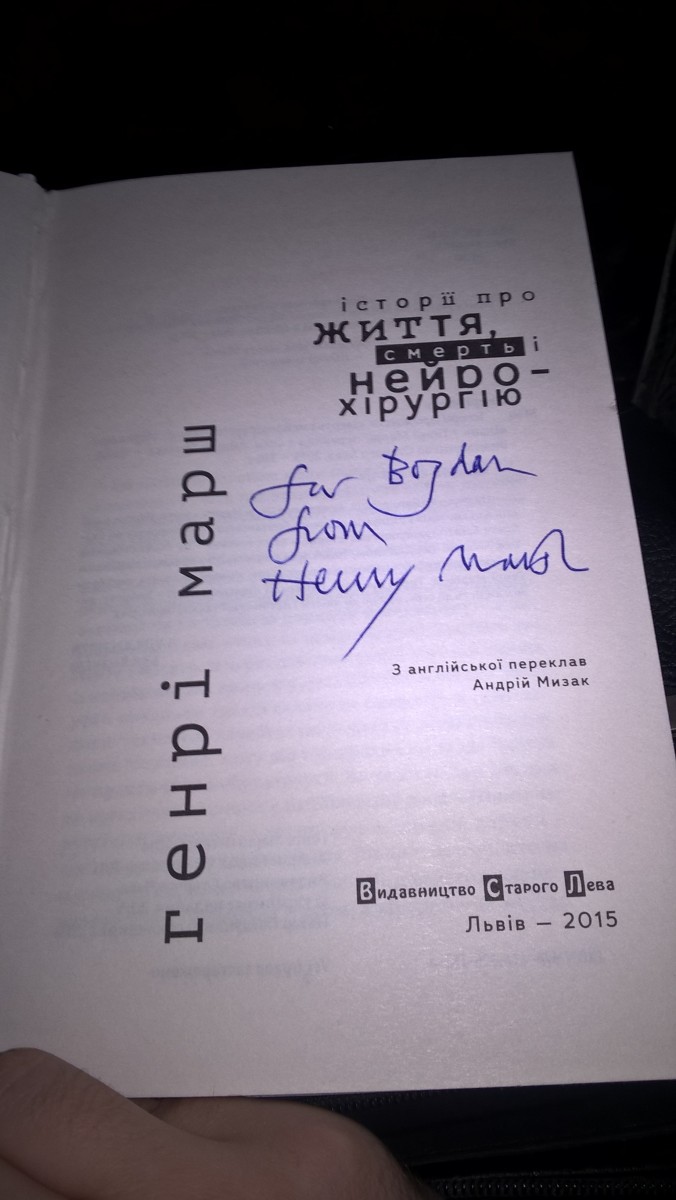 історії про
життя,
смерть і
нейро-
хірургію
for Bogdan
from
Henry Marsh
генрі марш
З англійської переклав
Андрій Мизак
Видавництво Старого Лева
Львів — 2015